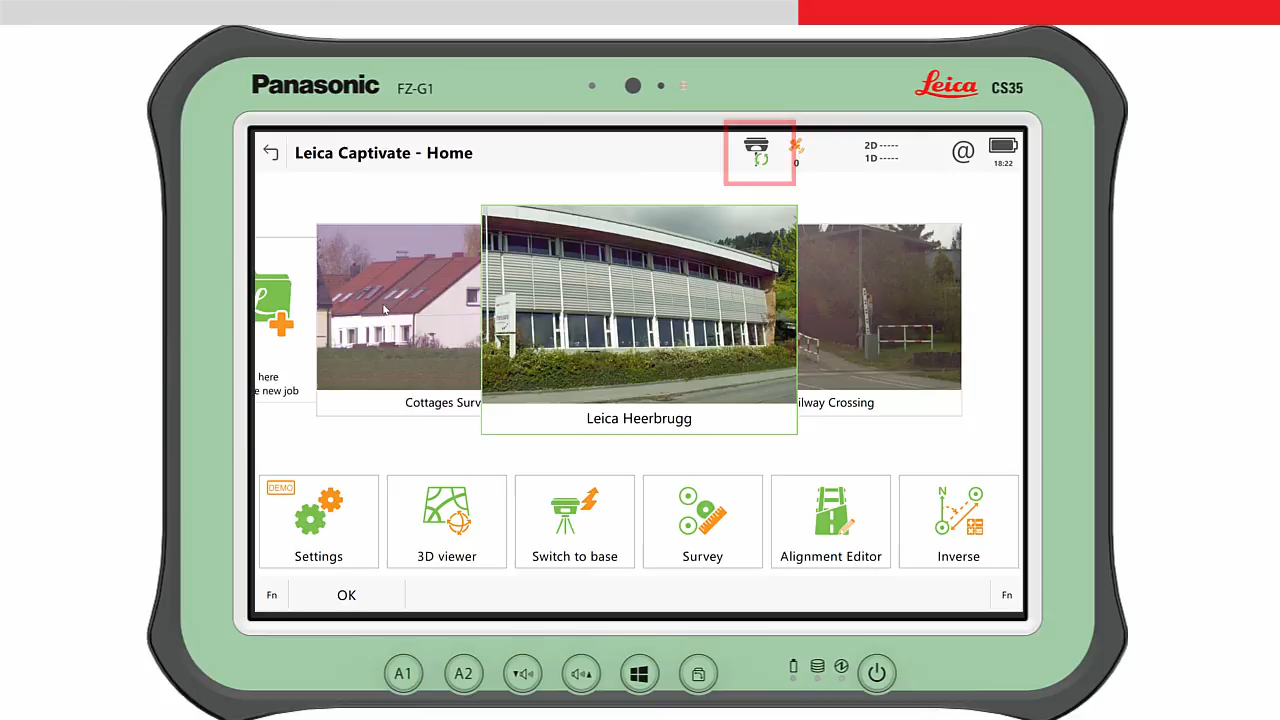 Panasonic FZ-G1
Leica CS35
Leica Captivate - Home
0
2D -----
1D -----
@
18:22
here
e new job
Cottages Surv
Leica Heerbrugg
ilway Crossing
DEMO
Settings
3D viewer
Switch to base
Survey
Alignment Editor
N
Inverse
Fn
OK
Fn
A1
A2